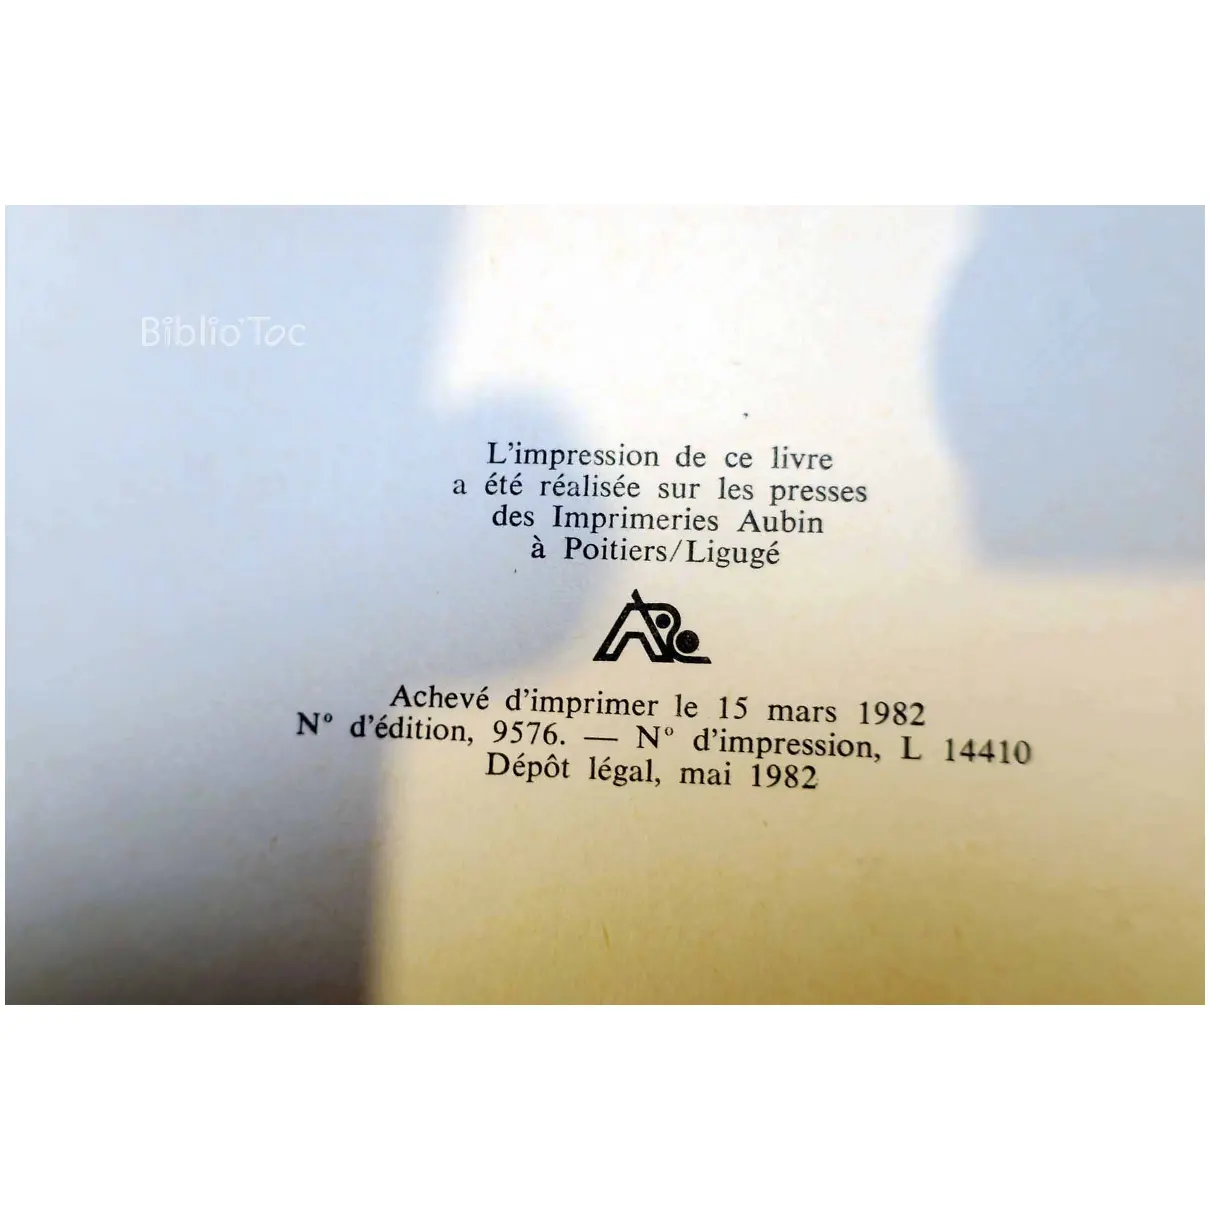 Biblio'Toc
L'impression de ce livre
a été réalisée sur les presses
des Imprimeries Aubin
à Poitiers/Ligugé
Achevé d'imprimer le 15 mars 1982
N° d'édition, 9576. — N° d'impression, L 14410
Dépôt légal, mai 1982